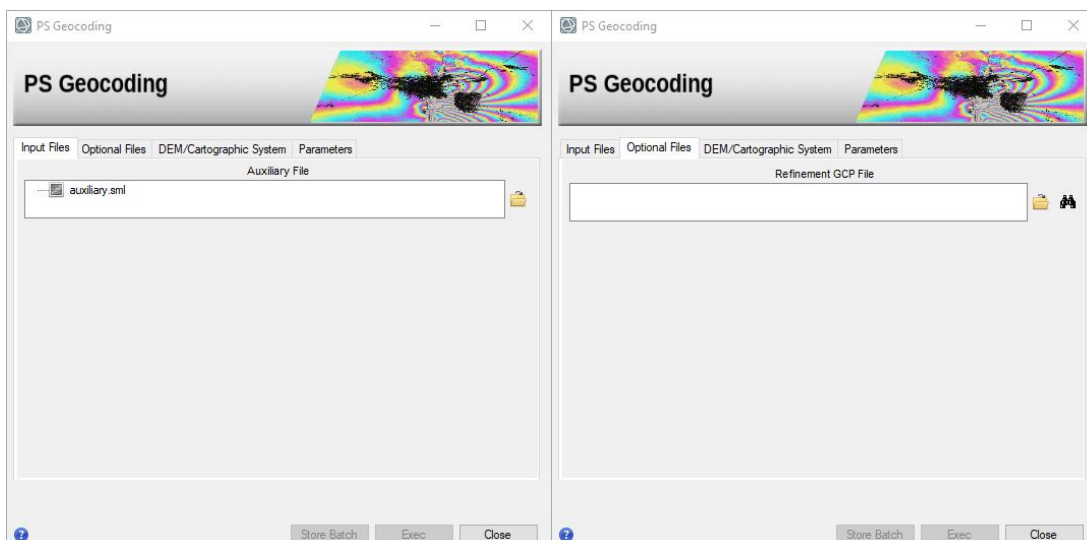 PS Geocoding
PS Geocoding
Input Files Optional Files DEM/Cartographic System Parameters
Auxiliary File
auxiliary.sml
Store Batch Exec Close
PS Geocoding
PS Geocoding
Input Files Optional Files DEM/Cartographic System Parameters
Refinement GCP File
Store Batch Exec Close